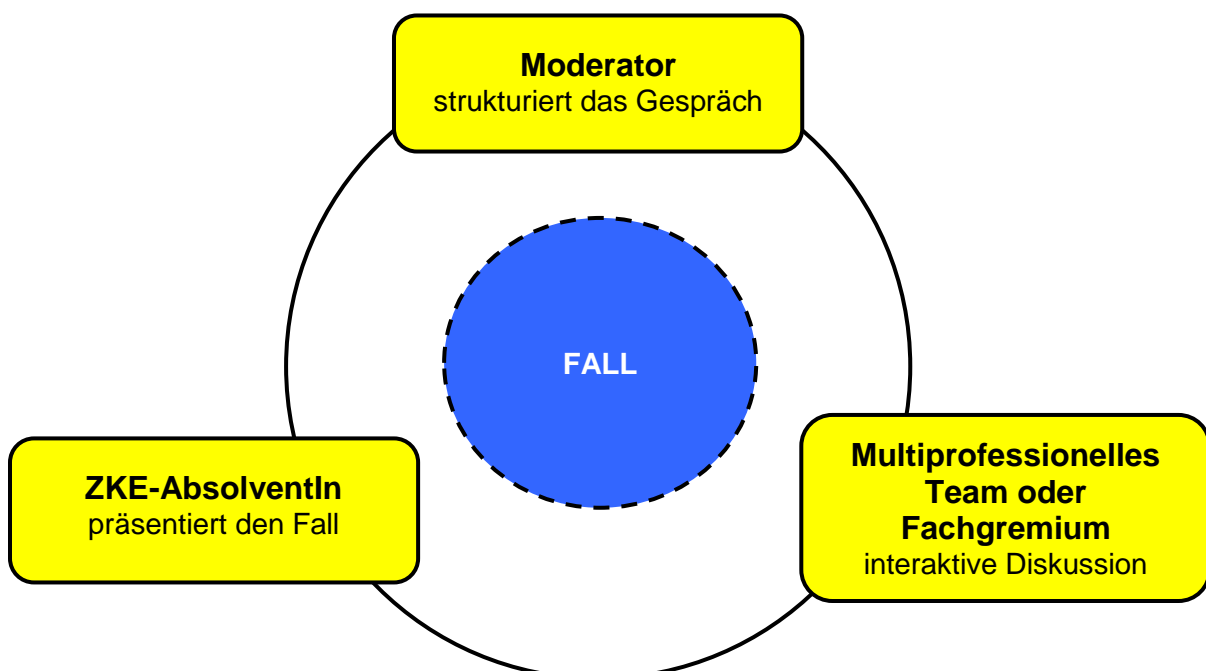 Moderator
strukturiert das Gespräch
FALL
ZKE-AbsolventIn
präsentiert den Fall
Multiprofessionelles
Team oder
Fachgremium
interaktive Diskussion